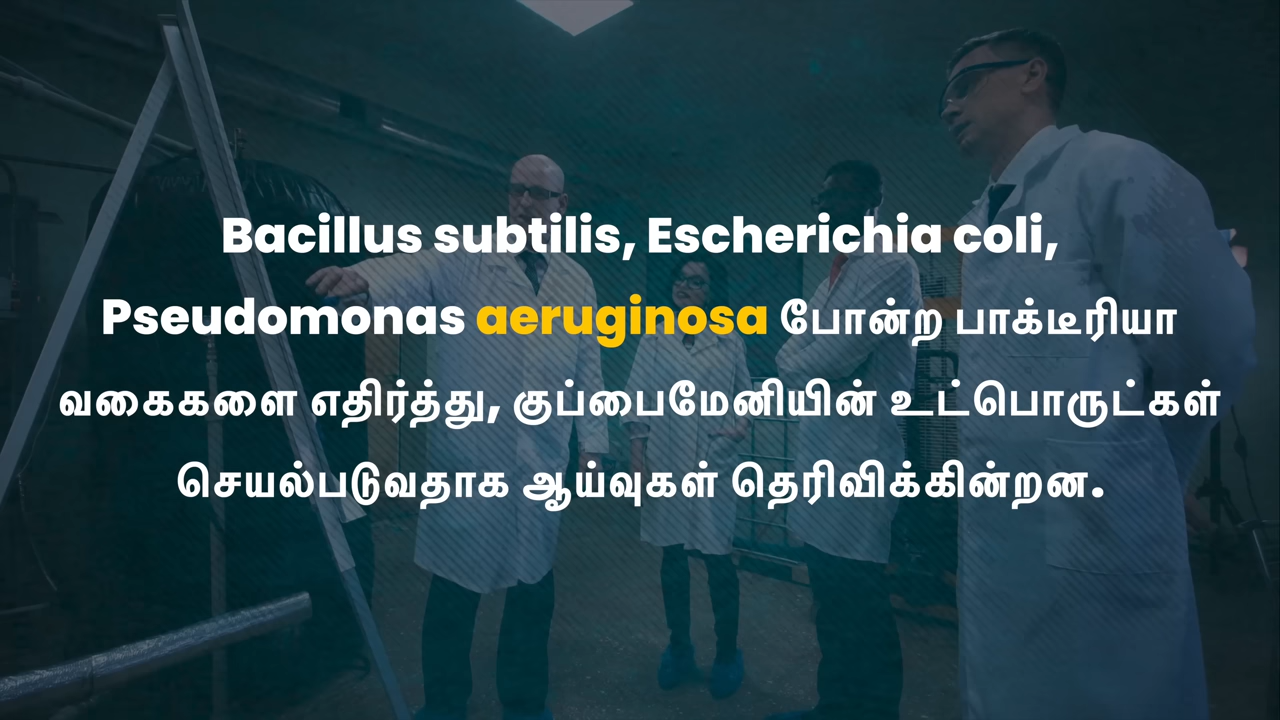 Bacillus subtilis, Escherichia coli,
Pseudomonas aeruginosa போன்ற பாக்டீரியா
வகைகளை எதிர்த்து, குப்பைமேனியின் உட்பொருட்கள்
செயல்படுவதாக ஆய்வுகள் தெரிவிக்கின்றன.